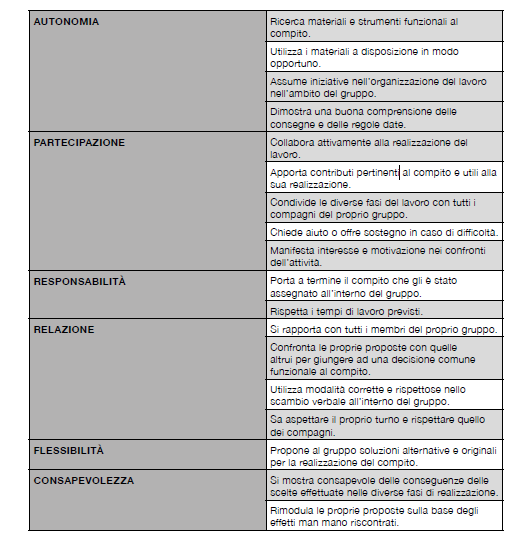 AUTONOMIA
Ricerca materiali e strumenti funzionali al
compito.
Utilizza i materiali a disposizione in modo
opportuno.
Assume iniziative nell'organizzazione del lavoro
nell'ambito del gruppo.
Dimostra una buona comprensione delle
consegne e delle regole date.
PARTECIPAZIONE
Collabora attivamente alla realizzazione del
lavoro.
Apporta contributi pertinenti al compito e utili alla
sua realizzazione.
Condivide le diverse fasi del lavoro con tutti i
compagni del proprio gruppo.
Chiede aiuto o offre sostegno in caso di difficoltà.
Manifesta interesse e motivazione nei confronti
dell'attività.
RESPONSABILITÀ
Porta a termine il compito che gli è stato
assegnato all'interno del gruppo.
Rispetta i tempi di lavoro previsti.
RELAZIONE
Si rapporta con tutti i membri del proprio gruppo.
Confronta le proprie proposte con quelle
altrui per giungere ad una decisione comune
funzionale al compito.
Utilizza modalità corrette e rispettose nello
scambio verbale all'interno del gruppo.
Sa aspettare il proprio turno e rispettare quello
dei compagni.
FLESSIBILITÀ
Propone al gruppo soluzioni alternative e originali
per la realizzazione del compito.
CONSAPEVOLEZZA
Si mostra consapevole delle conseguenze delle
scelte effettuate nelle diverse fasi di realizzazione.
Rimodula le proprie proposte sulla base degli
effetti man mano riscontrati.